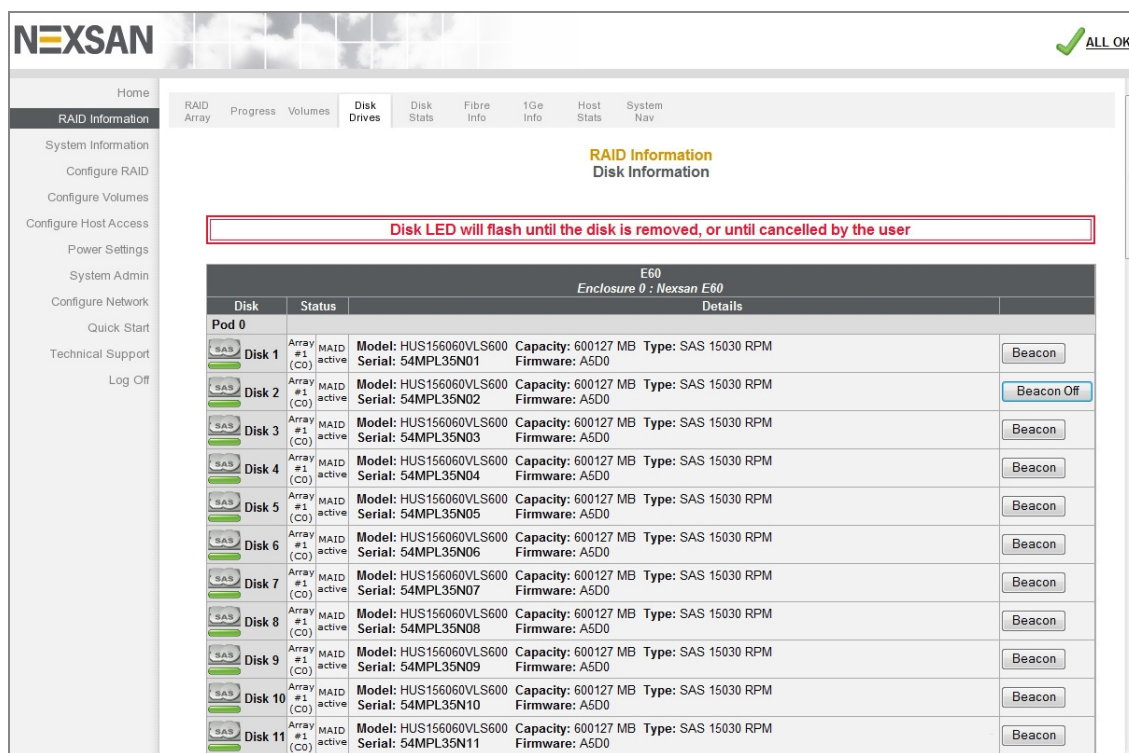 NEXSAN
ALL OK
Home
RAID Information
System Information
Configure RAID
Configure Volumes
Configure Host Access
Power Settings
System Admin
Configure Network
Quick Start
Technical Support
Log Off
RAID Array Progress Volumes Disk Drives Disk Stats Fibre Info 1Ge Info Host Stats System Nav
RAID Information
Disk Information
Disk LED will flash until the disk is removed, or until cancelled by the user
E60
Enclosure 0 : Nexsan E60
Disk Status Details
Pod 0
SAS Disk 1 Array #1 (C0) MAID active Model: HUS156060VLS600 Capacity: 600127 MB Type: SAS 15030 RPM Beacon
Serial: 54MPL35N01 Firmware: A5D0
SAS Disk 2 Array #1 (C0) MAID active Model: HUS156060VLS600 Capacity: 600127 MB Type: SAS 15030 RPM Beacon Off
Serial: 54MPL35N02 Firmware: A5D0
SAS Disk 3 Array #1 (C0) MAID active Model: HUS156060VLS600 Capacity: 600127 MB Type: SAS 15030 RPM Beacon
Serial: 54MPL35N03 Firmware: A5D0
SAS Disk 4 Array #1 (C0) MAID active Model: HUS156060VLS600 Capacity: 600127 MB Type: SAS 15030 RPM Beacon
Serial: 54MPL35N04 Firmware: A5D0
SAS Disk 5 Array #1 (C0) MAID active Model: HUS156060VLS600 Capacity: 600127 MB Type: SAS 15030 RPM Beacon
Serial: 54MPL35N05 Firmware: A5D0
SAS Disk 6 Array #1 (C0) MAID active Model: HUS156060VLS600 Capacity: 600127 MB Type: SAS 15030 RPM Beacon
Serial: 54MPL35N06 Firmware: A5D0
SAS Disk 7 Array #1 (C0) MAID active Model: HUS156060VLS600 Capacity: 600127 MB Type: SAS 15030 RPM Beacon
Serial: 54MPL35N07 Firmware: A5D0
SAS Disk 8 Array #1 (C0) MAID active Model: HUS156060VLS600 Capacity: 600127 MB Type: SAS 15030 RPM Beacon
Serial: 54MPL35N08 Firmware: A5D0
SAS Disk 9 Array #1 (C0) MAID active Model: HUS156060VLS600 Capacity: 600127 MB Type: SAS 15030 RPM Beacon
Serial: 54MPL35N09 Firmware: A5D0
SAS Disk 10 Array #1 (C0) MAID active Model: HUS156060VLS600 Capacity: 600127 MB Type: SAS 15030 RPM Beacon
Serial: 54MPL35N10 Firmware: A5D0
SAS Disk 11 Array #1 (C0) MAID active Model: HUS156060VLS600 Capacity: 600127 MB Type: SAS 15030 RPM Beacon
Serial: 54MPL35N11 Firmware: A5D0